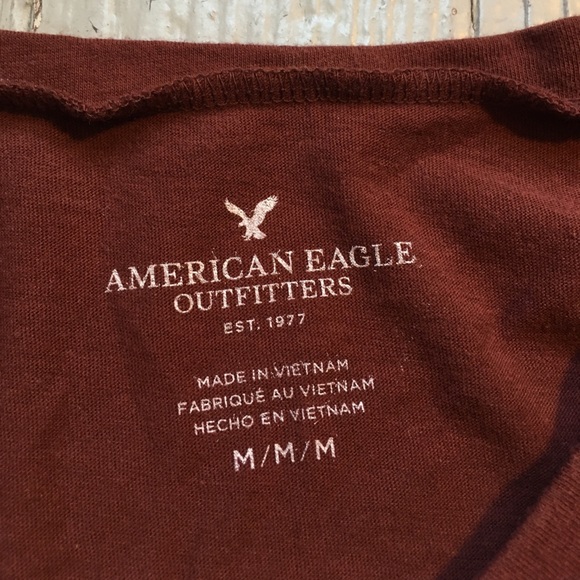 AMERICAN EAGLE
OUTFITTERS
EST. 1977
MADE IN VIETNAM
FABRIQUÉ AU VIETNAM
HECHO EN VIETNAM
M/M/M